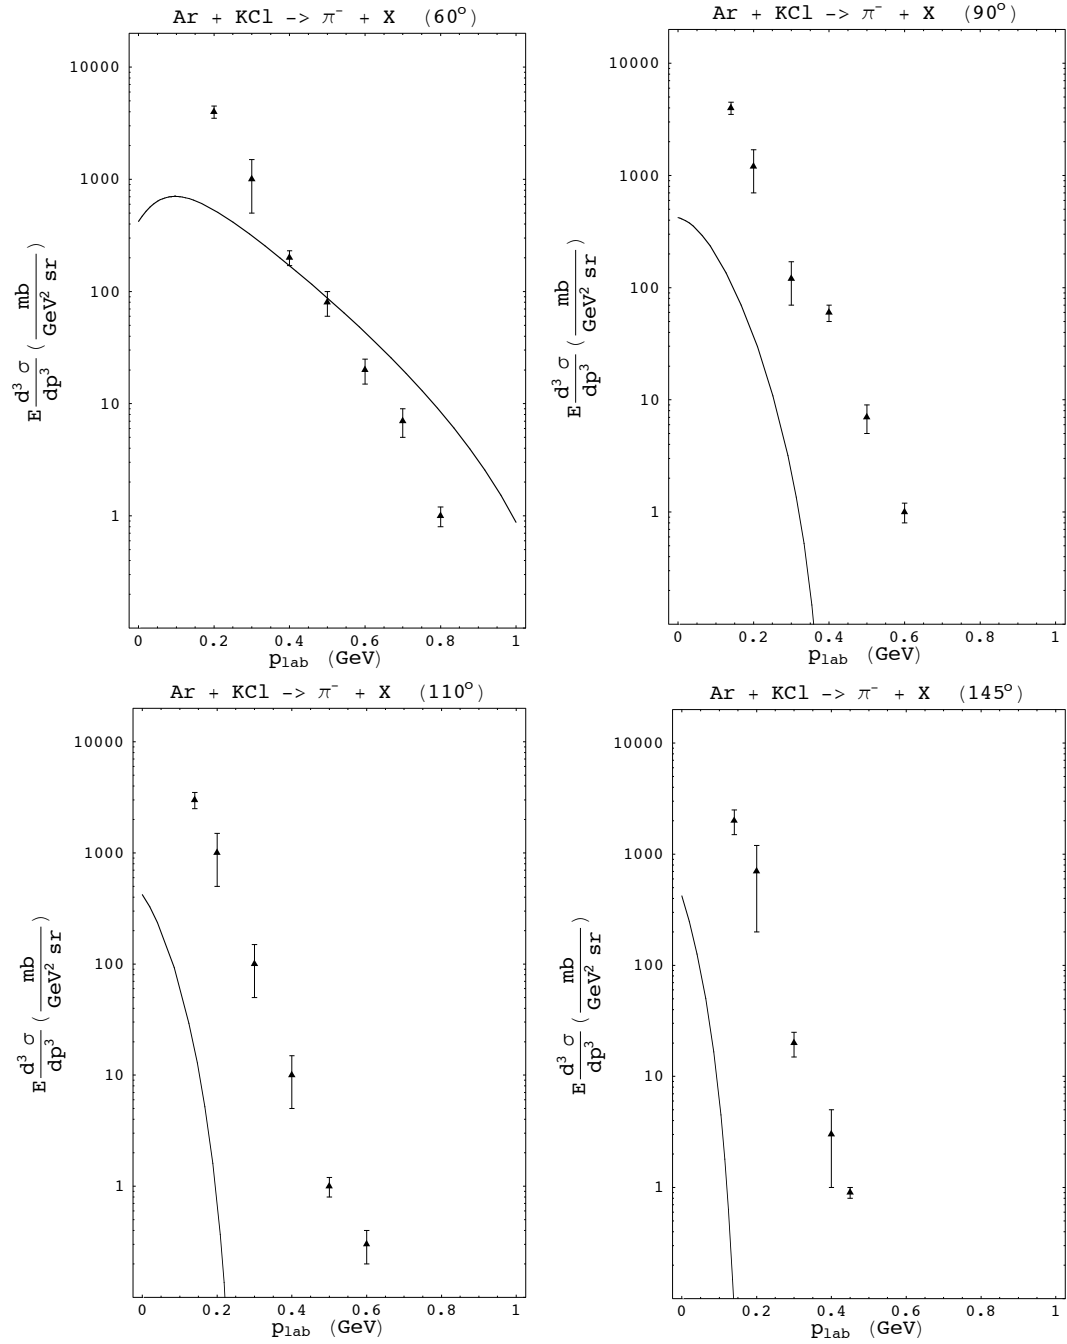 Ar + KCl -> π⁻ + X (60°)
10000
1000
100
10
1
E d³σ/dp³ ( mb/GeV² sr )
0 0.2 0.4 0.6 0.8 1
p_lab (GeV)
Ar + KCl -> π⁻ + X (90°)
10000
1000
100
10
1
E d³σ/dp³ ( mb/GeV² sr )
0 0.2 0.4 0.6 0.8 1
p_lab (GeV)
Ar + KCl -> π⁻ + X (110°)
10000
1000
100
10
1
E d³σ/dp³ ( mb/GeV² sr )
0 0.2 0.4 0.6 0.8 1
p_lab (GeV)
Ar + KCl -> π⁻ + X (145°)
10000
1000
100
10
1
E d³σ/dp³ ( mb/GeV² sr )
0 0.2 0.4 0.6 0.8 1
p_lab (GeV)